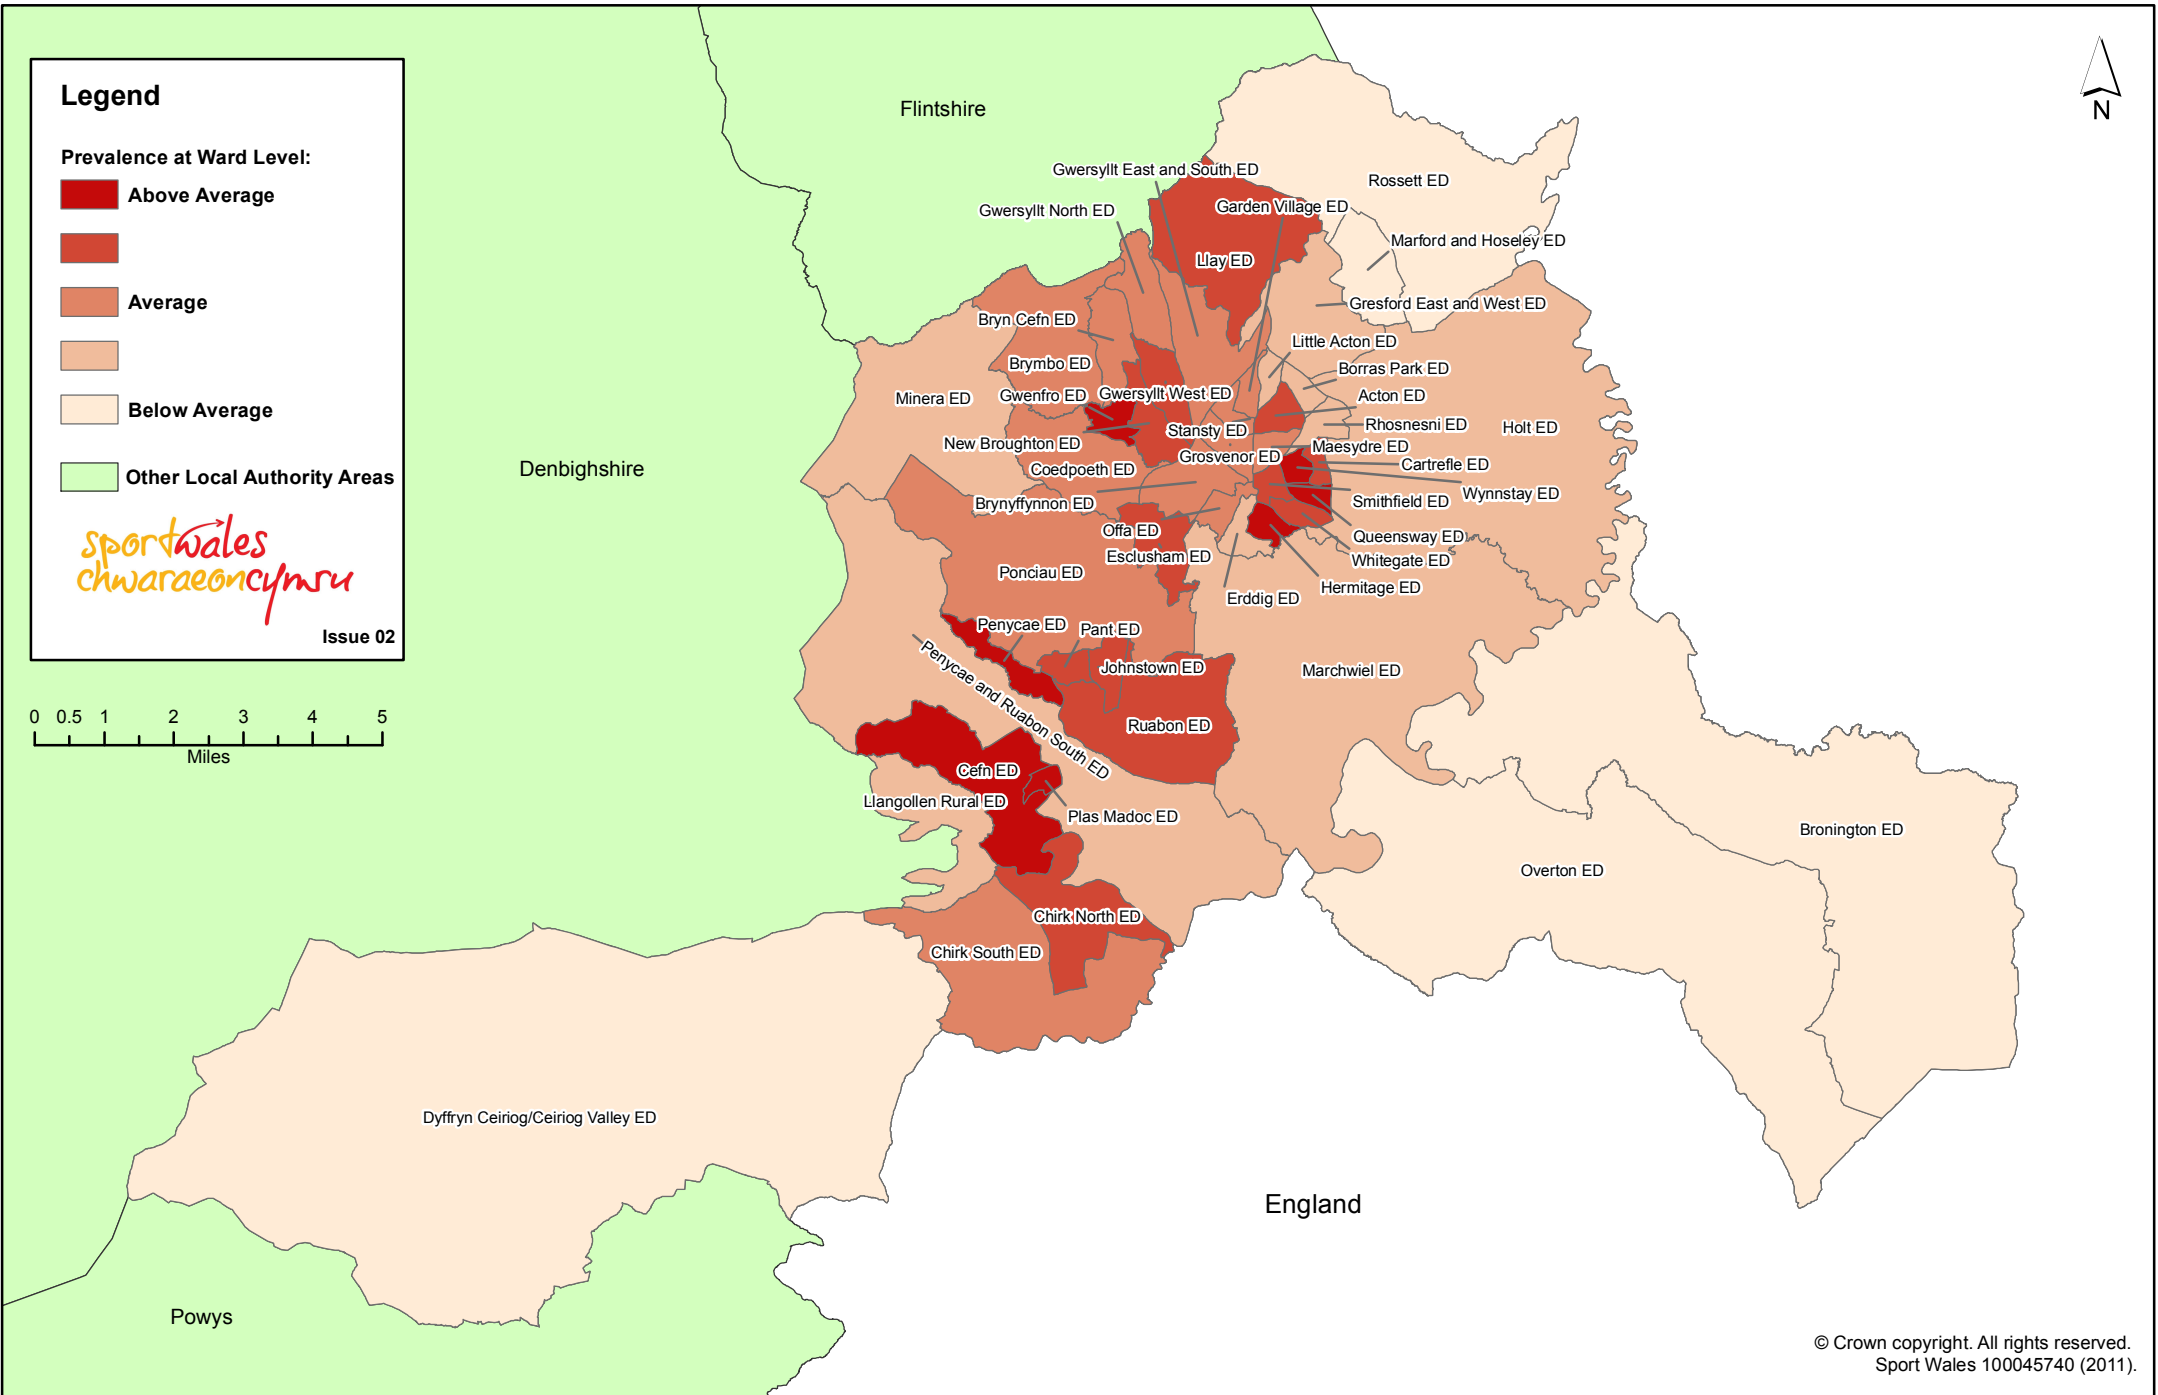 Legend
Prevalence at Ward Level:
Above Average
Average
Below Average
Other Local Authority Areas
sportwales
chwaraeoncymru
Issue 02
0 0.5 1 2 3 4 5
Miles
N
Flintshire
Denbighshire
Powys
England
Gwersyllt East and South ED
Rossett ED
Garden Village ED
Gwersyllt North ED
Marford and Hoseley ED
Llay ED
Gresford East and West ED
Bryn Cefn ED
Little Acton ED
Brymbo ED
Borras Park ED
Gwenfro ED
Gwersyllt West ED
Acton ED
Minera ED
Rhosnesni ED
Holt ED
Stansty ED
New Broughton ED
Maesydre ED
Grosvenor ED
Cartrefle ED
Coedpoeth ED
Wynnstay ED
Brynyffynnon ED
Smithfield ED
Offa ED
Queensway ED
Esclusham ED
Whitegate ED
Ponciau ED
Hermitage ED
Erddig ED
Penycae ED
Pant ED
Johnstown ED
Marchwiel ED
Penycae and Ruabon South ED
Ruabon ED
Cefn ED
Llangollen Rural ED
Plas Madoc ED
Bronington ED
Overton ED
Chirk North ED
Chirk South ED
Dyffryn Ceiriog/Ceiriog Valley ED
© Crown copyright. All rights reserved.
Sport Wales 100045740 (2011).